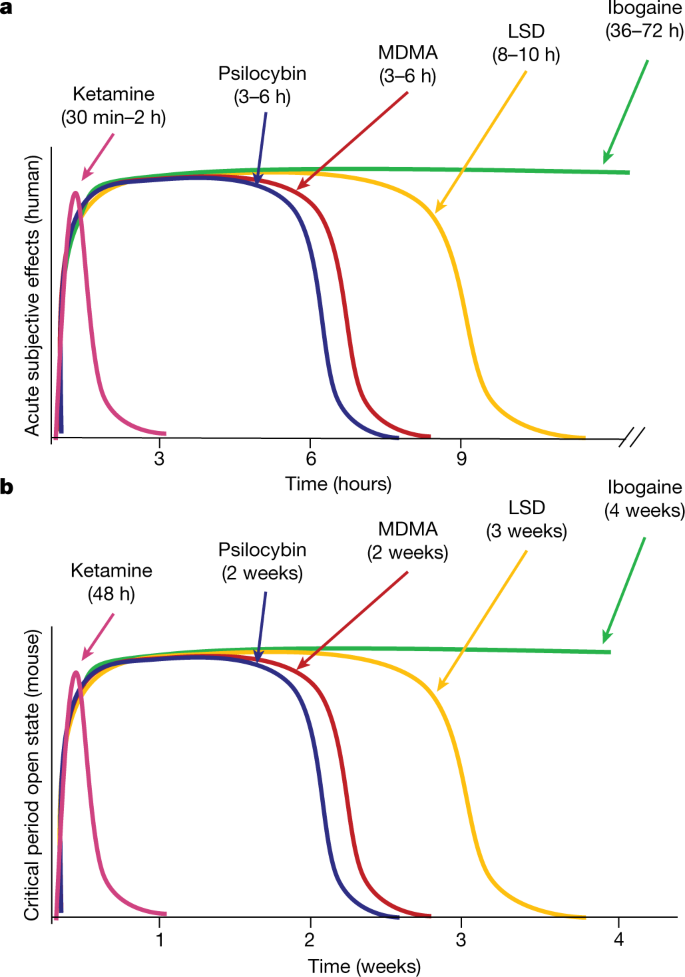 a
Ketamine
(30 min–2 h)
Psilocybin
(3–6 h)
MDMA
(3–6 h)
LSD
(8–10 h)
Ibogaine
(36–72 h)
Acute subjective effects (human)
3
6
9
Time (hours)
b
Ketamine
(48 h)
Psilocybin
(2 weeks)
MDMA
(2 weeks)
LSD
(3 weeks)
Ibogaine
(4 weeks)
Critical period open state (mouse)
1
2
3
4
Time (weeks)